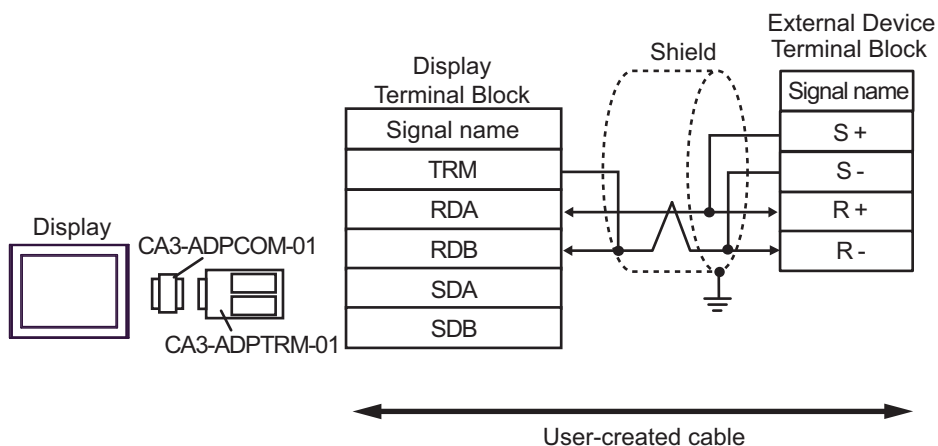 External Device
Terminal Block
Shield
Display
Terminal Block
Signal name
Signal name
TRM
RDA
RDB
SDA
SDB
S +
S -
R +
R -
Display
CA3-ADPCOM-01
CA3-ADPTRM-01
User-created cable